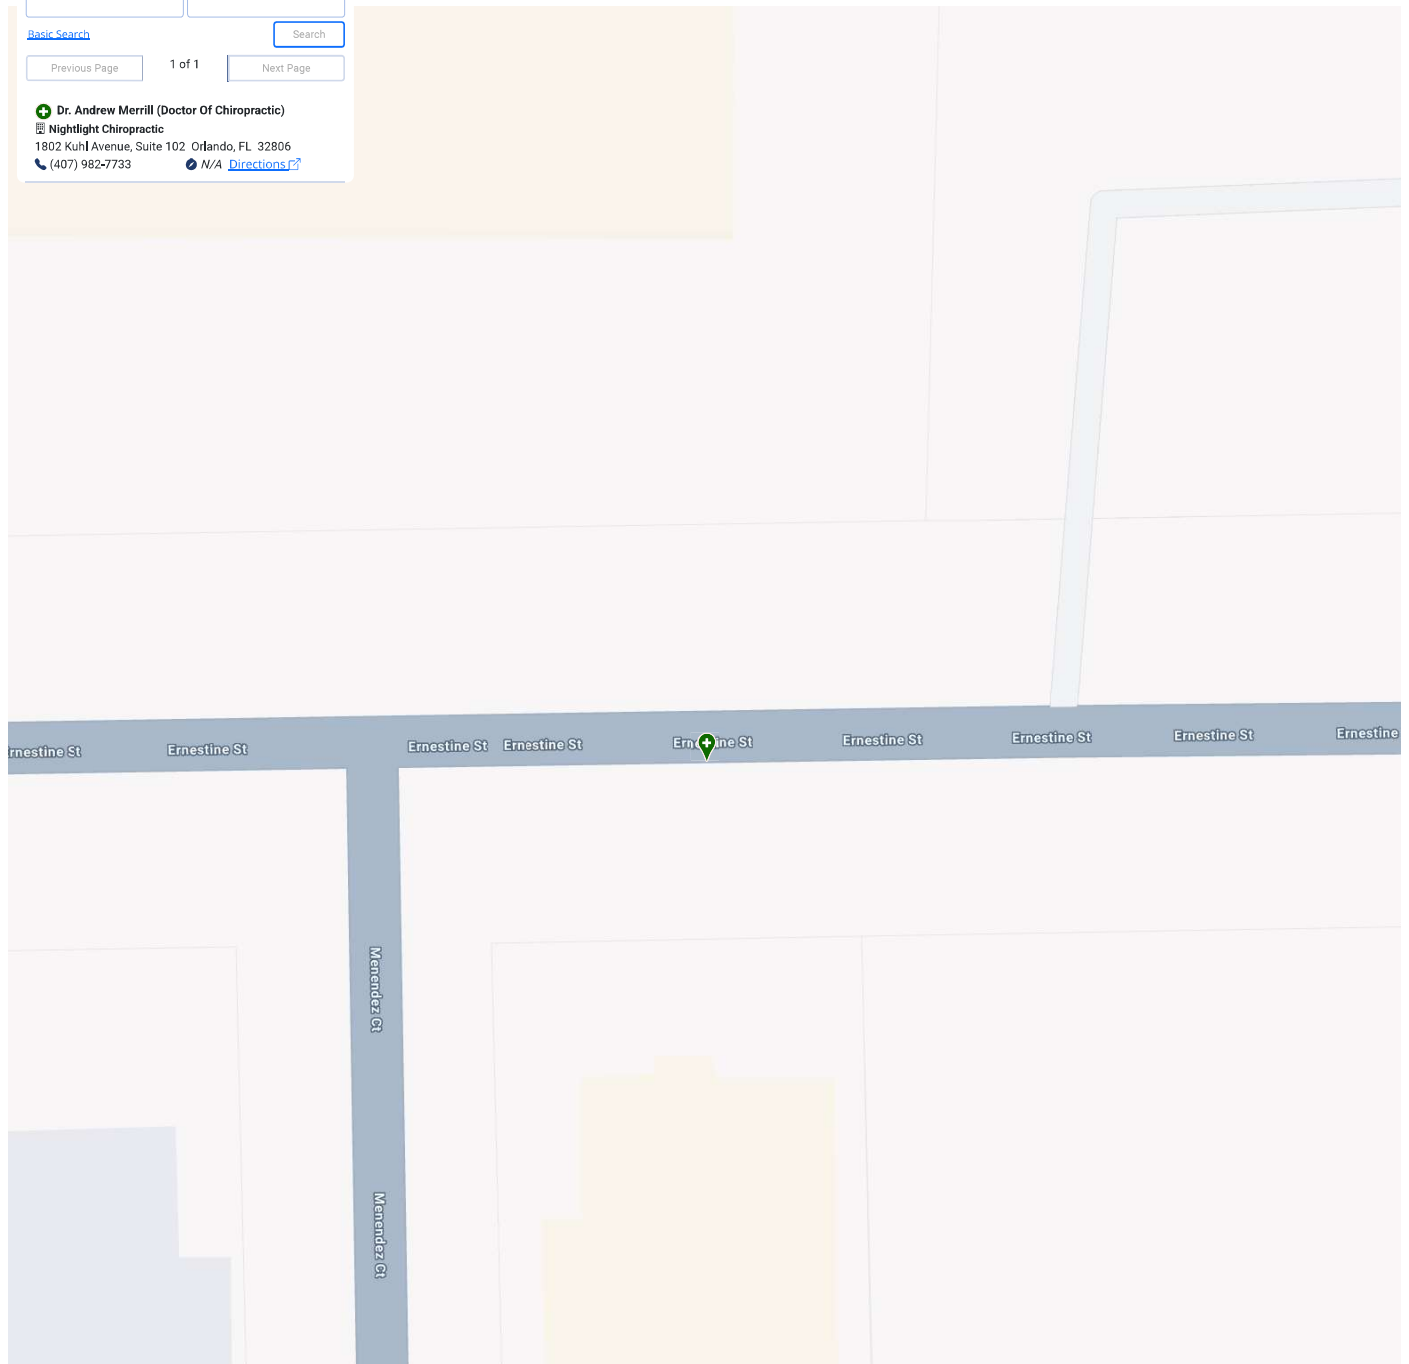 Basic Search
Search
Previous Page
1 of 1
Next Page
Dr. Andrew Merrill (Doctor Of Chiropractic)
Nightlight Chiropractic
1802 Kuhl Avenue, Suite 102 Orlando, FL 32806
(407) 982-7733 N/A Directions
rnestine St
Ernestine St
Ernestine St
Ernestine St
Ernestine St
Ernestine St
Ernestine St
Ernestine
Menendez Ct
Menendez Ct